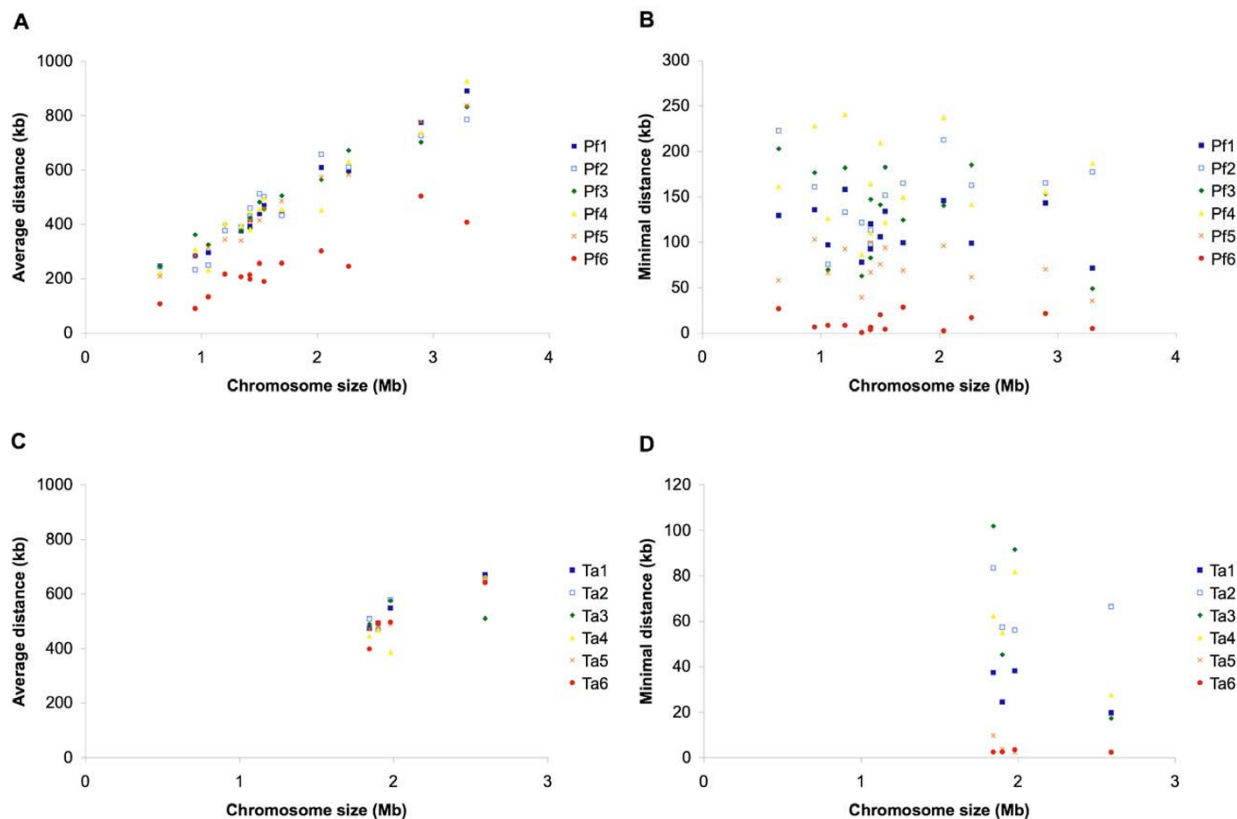 A
Average distance (kb)
1000
800
600
400
200
0
0 1 2 3 4
Chromosome size (Mb)
Pf1
Pf2
Pf3
Pf4
Pf5
Pf6
B
Minimal distance (kb)
300
250
200
150
100
50
0
0 1 2 3 4
Chromosome size (Mb)
Pf1
Pf2
Pf3
Pf4
Pf5
Pf6
C
Average distance (kb)
1000
800
600
400
200
0
0 1 2 3
Chromosome size (Mb)
Ta1
Ta2
Ta3
Ta4
Ta5
Ta6
D
Minimal distance (kb)
120
100
80
60
40
20
0
0 1 2 3
Chromosome size (Mb)
Ta1
Ta2
Ta3
Ta4
Ta5
Ta6